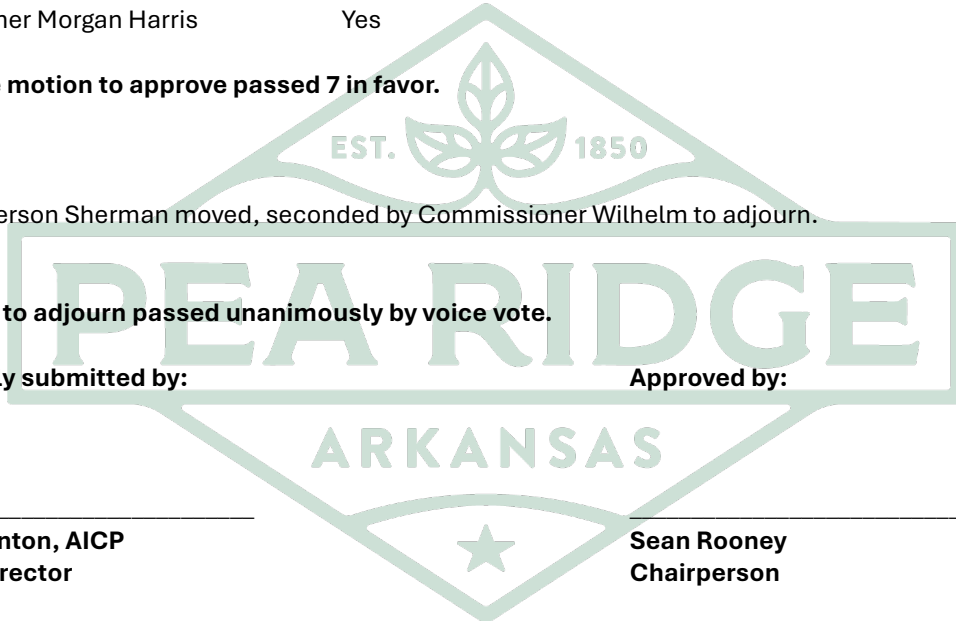 ner Morgan Harris Yes
motion to approve passed 7 in favor.
EST. 1850
erson Sherman moved, seconded by Commissioner Wilhelm to adjourn.
PEA RIDGE
to adjourn passed unanimously by voice vote.
ly submitted by: Approved by:
ARKANSAS
nton, AICP Sean Rooney
rector Chairperson